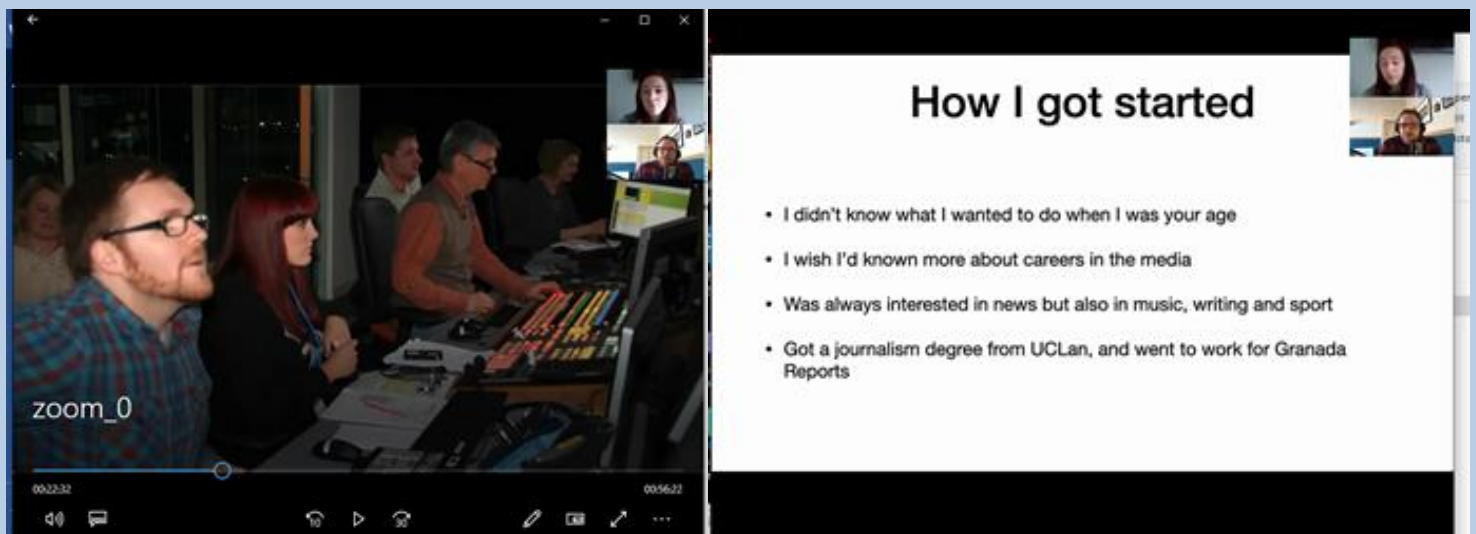 zoom_0
00:22:32
00:56:22
10
30
How I got started
• I didn't know what I wanted to do when I was your age
• I wish I'd known more about careers in the media
• Was always interested in news but also in music, writing and sport
• Got a journalism degree from UCLan, and went to work for Granada
Reports